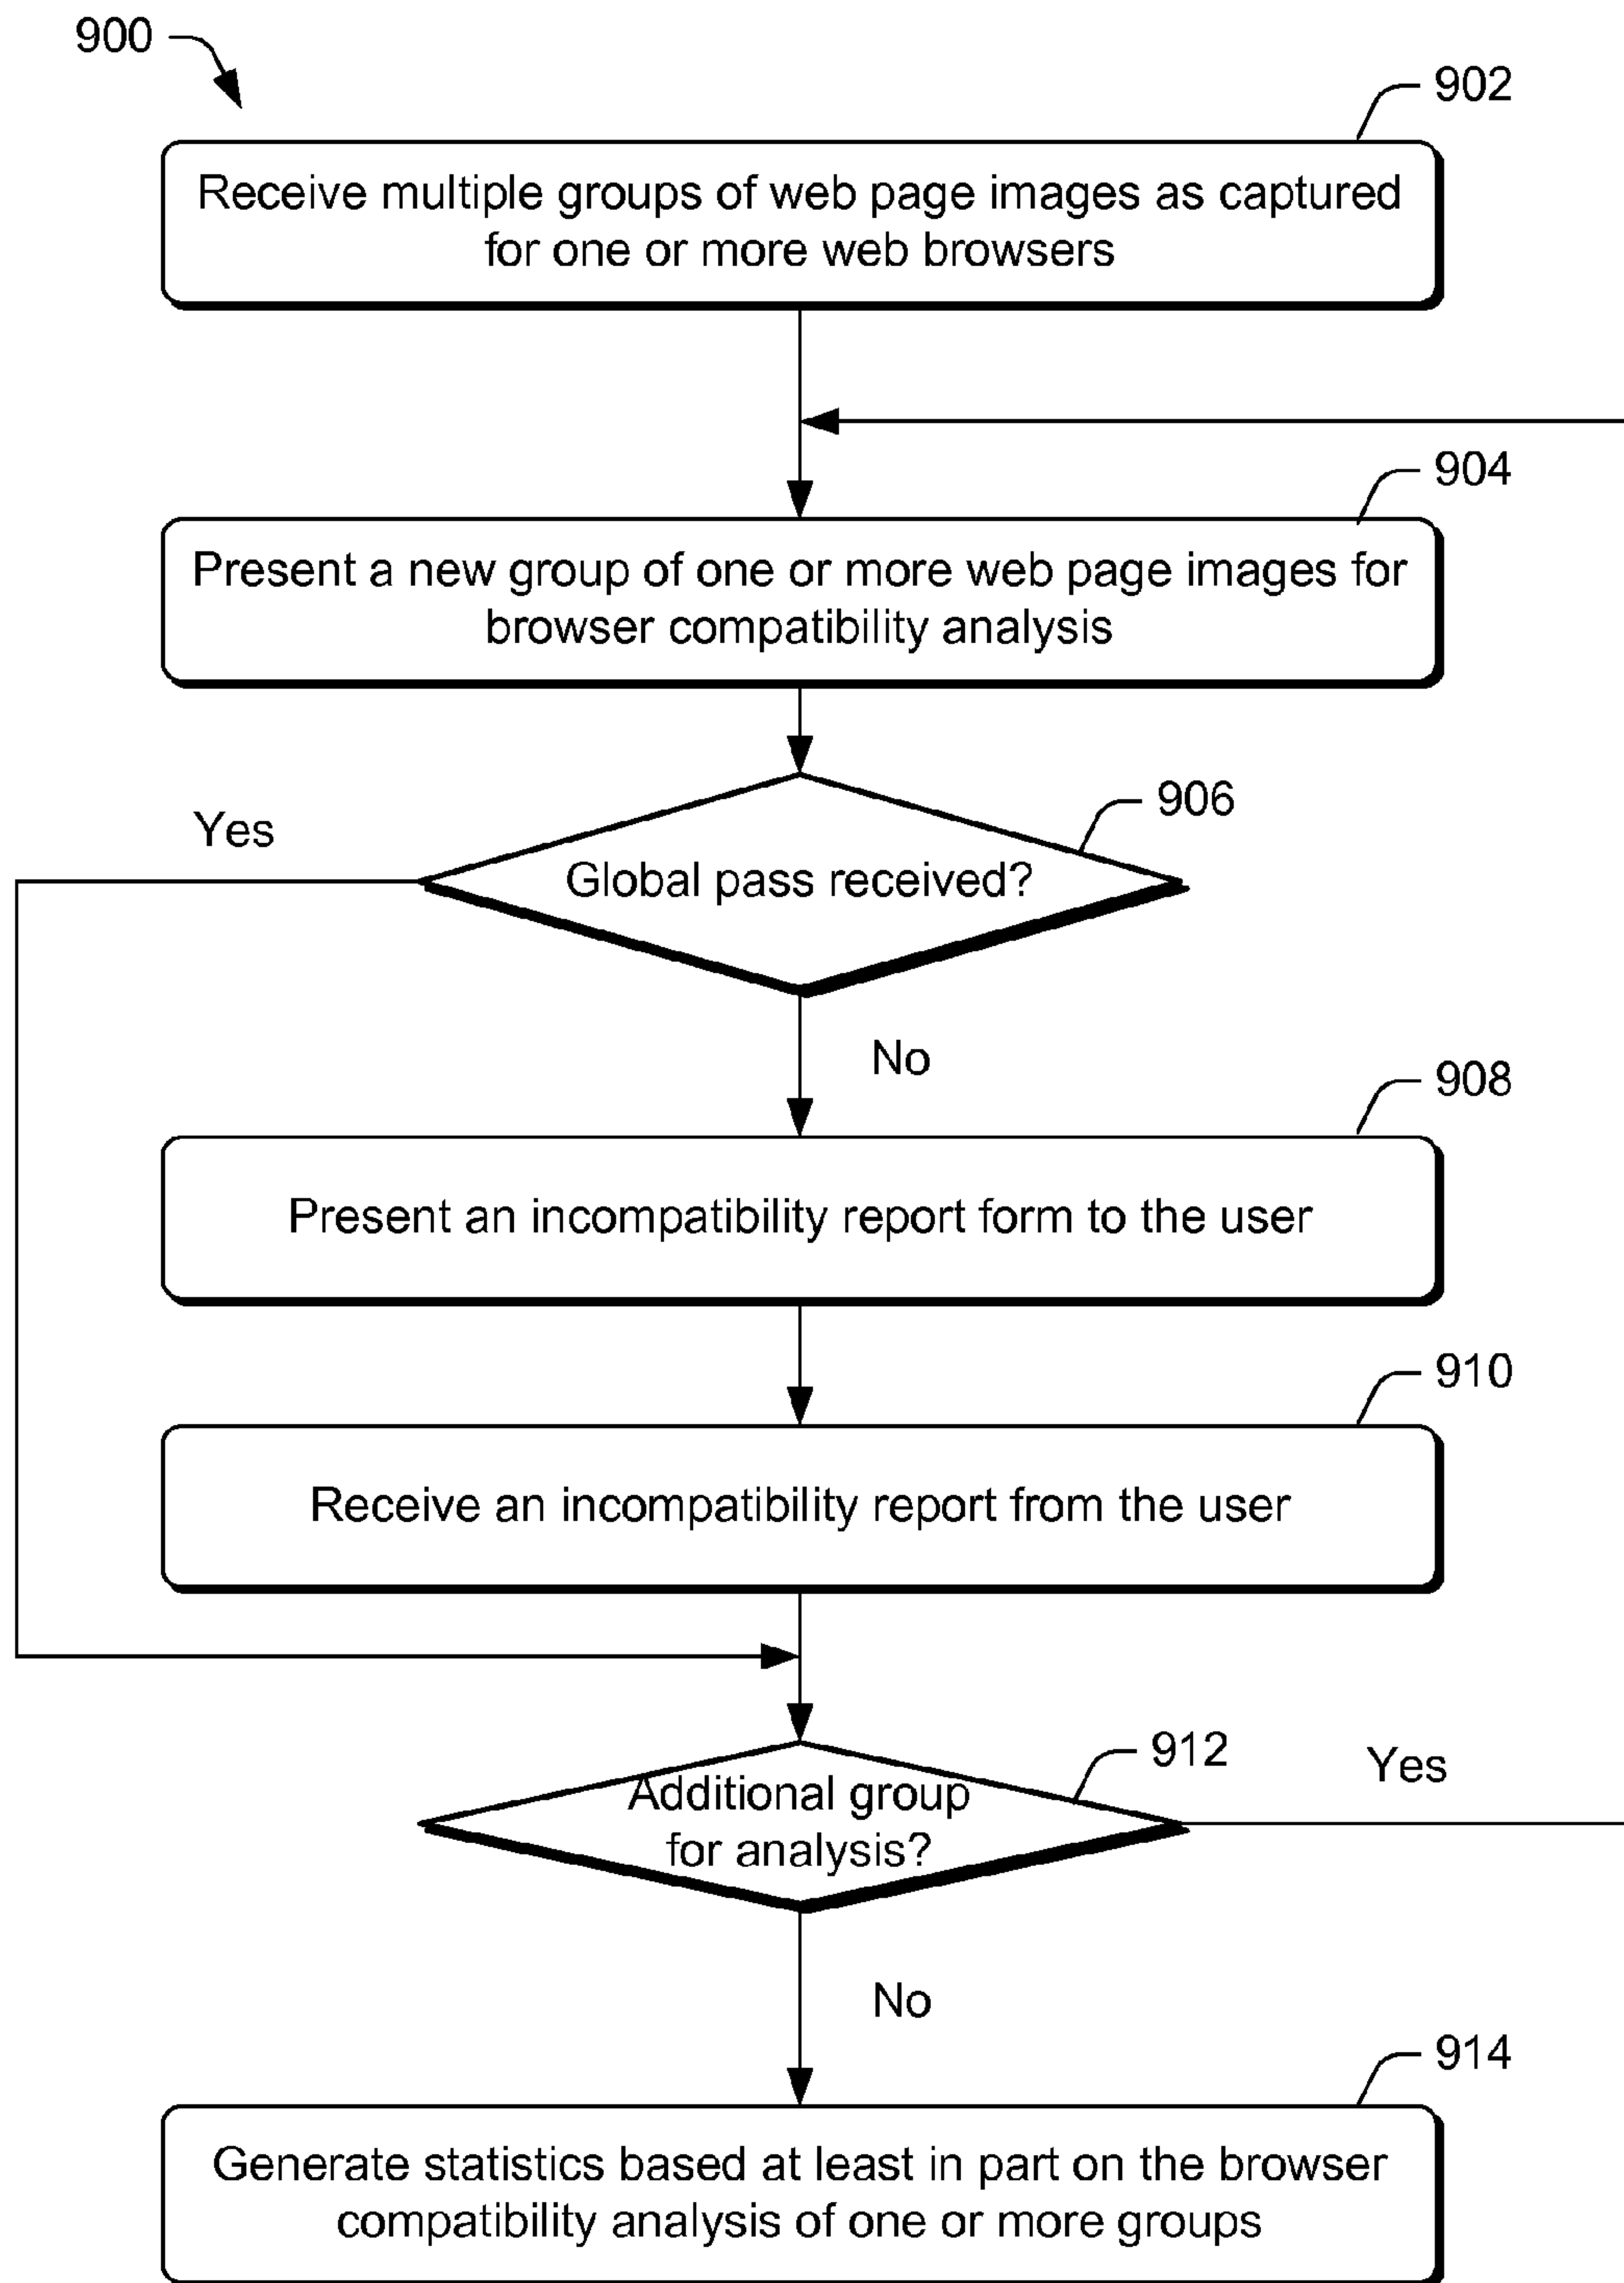 900
902
Receive multiple groups of web page images as captured
for one or more web browsers
904
Present a new group of one or more web page images for
browser compatibility analysis
906
Yes
Global pass received?
No
908
Present an incompatibility report form to the user
910
Receive an incompatibility report from the user
912
Yes
Additional group
for analysis?
No
914
Generate statistics based at least in part on the browser
compatibility analysis of one or more groups